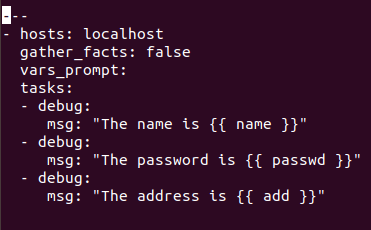 ---
- hosts: localhost
  gather_facts: false
  vars_prompt:
  tasks:
  - debug:
     msg: "The name is {{ name }}"
  - debug:
     msg: "The password is {{ passwd }}"
  - debug:
     msg: "The address is {{ add }}"